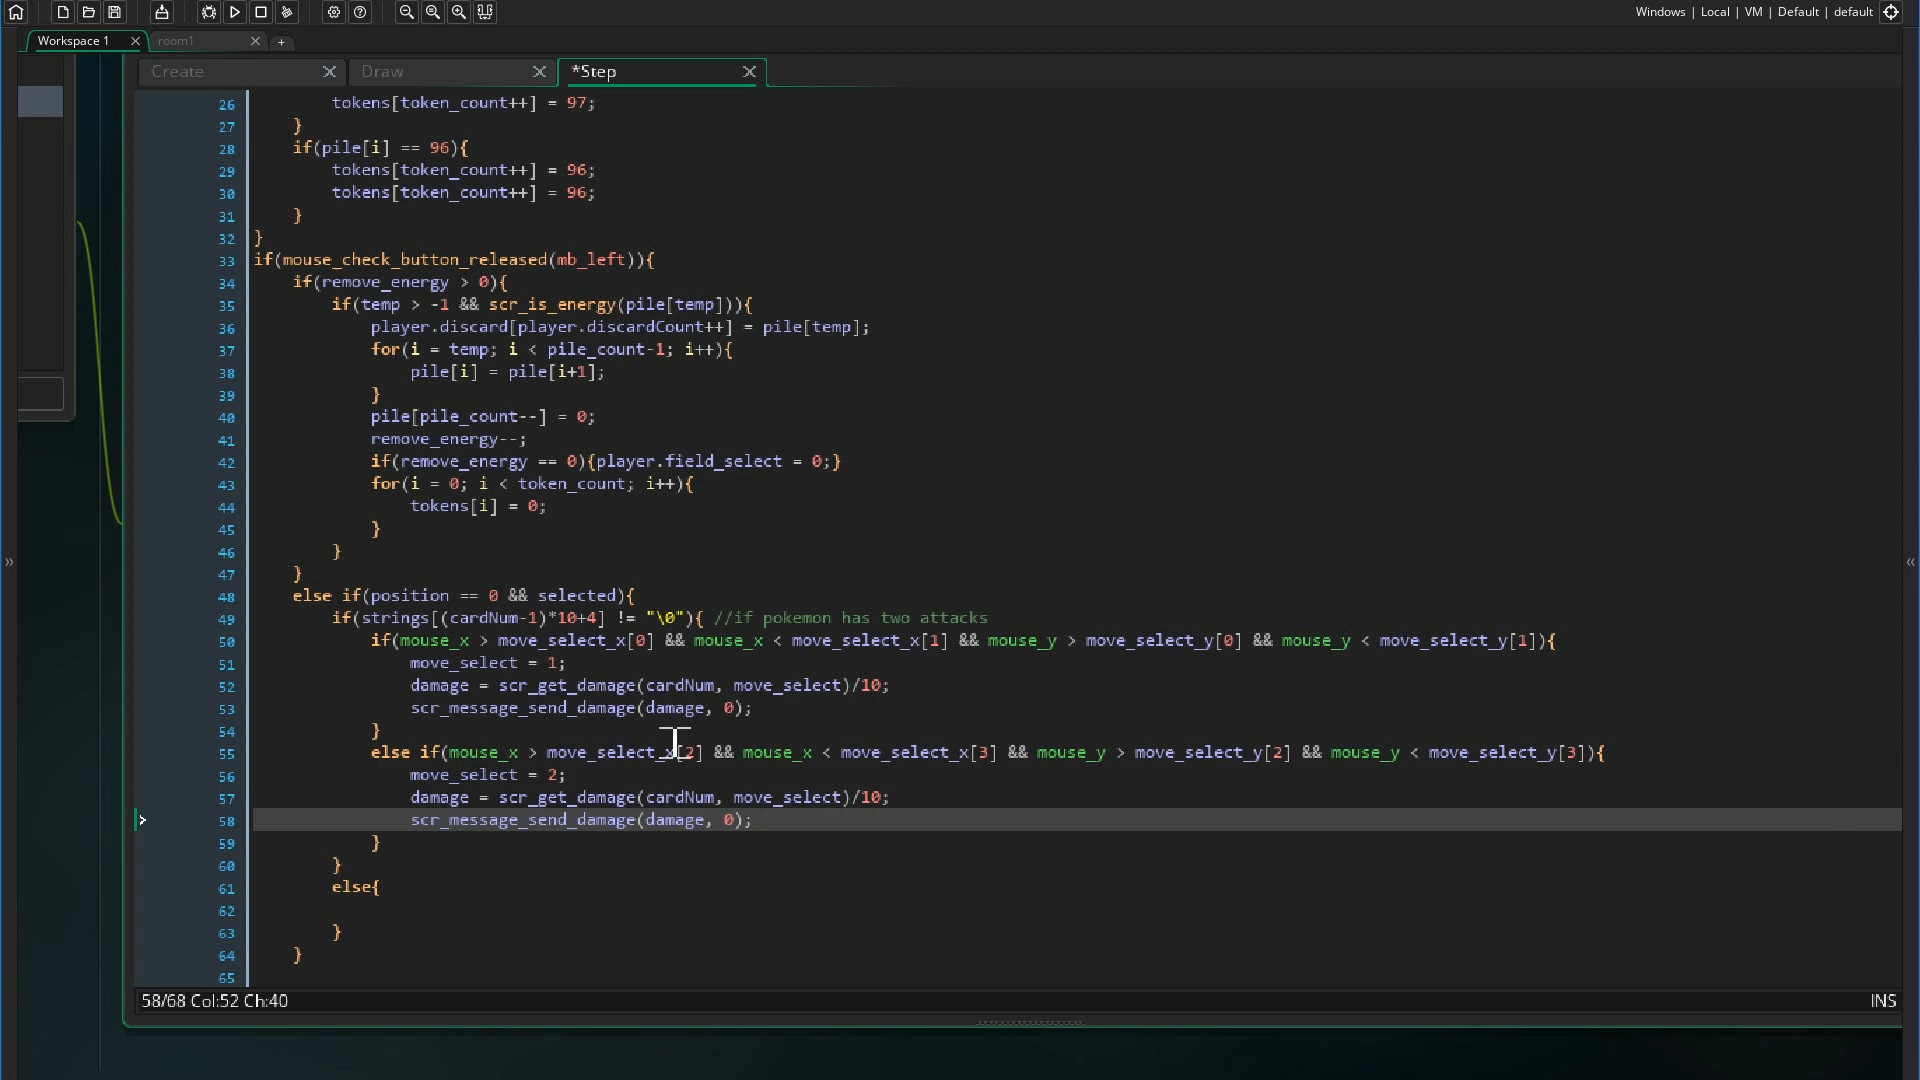 Windows | Local | VM | Default | default
Workspace 1
room1
+
Create
Draw
*Step
26 tokens[token_count++] = 97;
27 }
28 if(pile[i] == 96){
29 tokens[token_count++] = 96;
30 tokens[token_count++] = 96;
31 }
32 }
33 if(mouse_check_button_released(mb_left)){
34 if(remove_energy > 0){
35 if(temp > -1 && scr_is_energy(pile[temp])){
36 player.discard[player.discardCount++] = pile[temp];
37 for(i = temp; i < pile_count-1; i++){
38 pile[i] = pile[i+1];
39 }
40 pile[pile_count--] = 0;
41 remove_energy--;
42 if(remove_energy == 0){player.field_select = 0;}
43 for(i = 0; i < token_count; i++){
44 tokens[i] = 0;
45 }
46 }
47 }
48 else if(position == 0 && selected){
49 if(strings[(cardNum-1)*10+4] != "\0"){ //if pokemon has two attacks
50 if(mouse_x > move_select_x[0] && mouse_x < move_select_x[1] && mouse_y > move_select_y[0] && mouse_y < move_select_y[1]){
51 move_select = 1;
52 damage = scr_get_damage(cardNum, move_select)/10;
53 scr_message_send_damage(damage, 0);
54 }
55 else if(mouse_x > move_select_x[2] && mouse_x < move_select_x[3] && mouse_y > move_select_y[2] && mouse_y < move_select_y[3]){
56 move_select = 2;
57 damage = scr_get_damage(cardNum, move_select)/10;
58 scr_message_send_damage(damage, 0);
59 }
60 }
61 else{
62
63 }
64 }
65
58/68 Col:52 Ch:40
INS